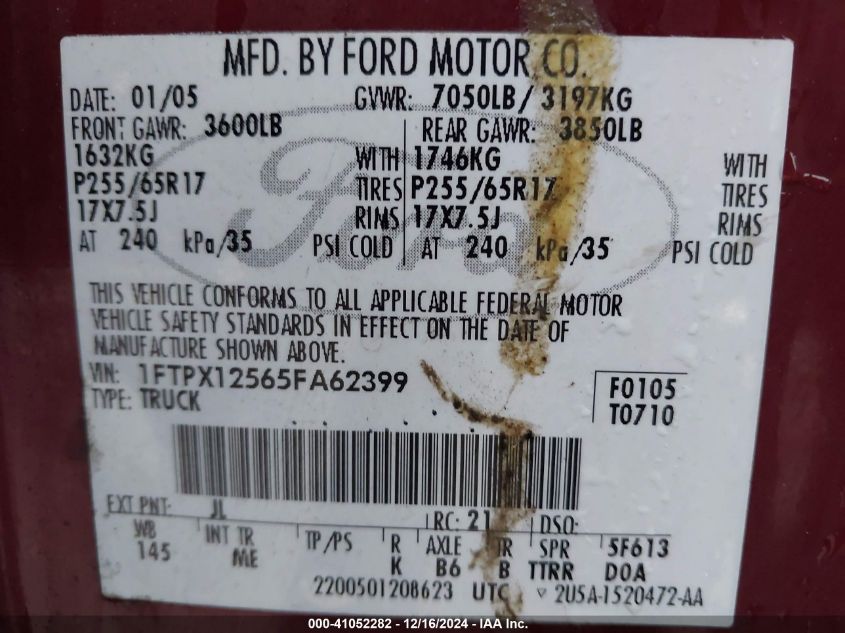 MFD. BY FORD MOTOR CO.
DATE: 01/05 GVWR: 7050LB / 3197KG
FRONT GAWR: 3600LB REAR GAWR: 3850LB
1632KG WITH 1746KG WITH
P255/65R17 TIRES P255/65R17 TIRES
17X7.5J RIMS 17X7.5J RIMS
AT 240 kPa/35 PSI COLD AT 240 kPa/35 PSI COLD
Ford
THIS VEHICLE CONFORMS TO ALL APPLICABLE FEDERAL MOTOR
VEHICLE SAFETY STANDARDS IN EFFECT ON THE DATE OF
MANUFACTURE SHOWN ABOVE.
VIN: 1FTPX12565FA62399 F0105
TYPE: TRUCK T0710
EXT PNT: JL RC: 21 DSO:
WB INT TR TP/PS R AXLE TR SPR 5F613
145 ME K B6 B TTRR DOA
2200501208623 UTC ▽ 2U5A-1520472-AA
000-41052282 - 12/16/2024 - IAA Inc.